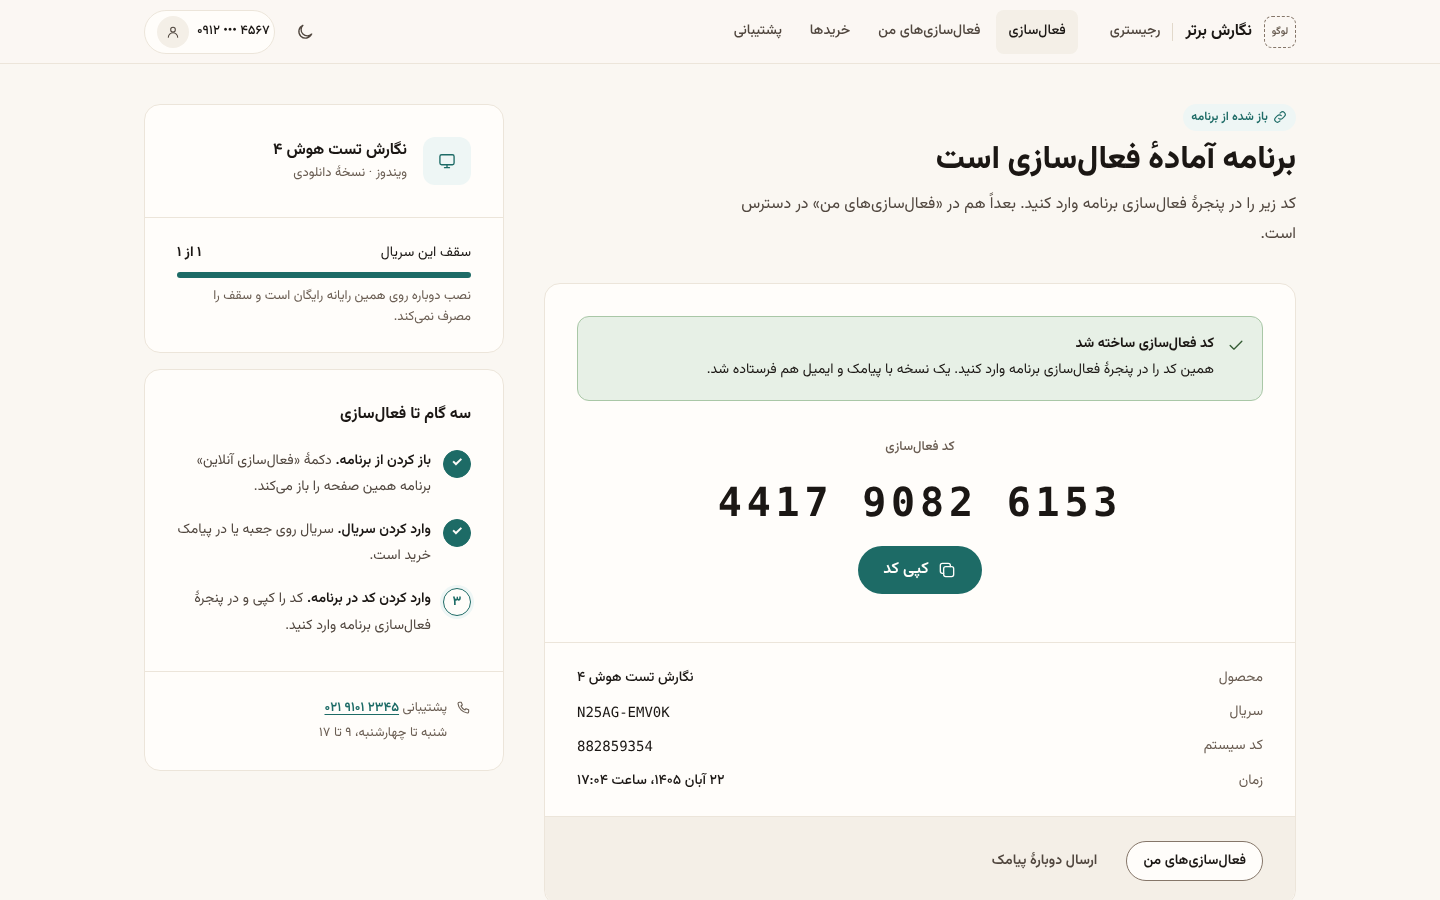 لوگو
نگارش برتر
رجیستری
فعال‌سازی
فعال‌سازی‌های من
خریدها
پشتیبانی
۰۹۱۲ ••• ۴۵۶۷
باز شده از برنامه
برنامه آمادهٔ فعال‌سازی است
کد زیر را در پنجرهٔ فعال‌سازی برنامه وارد کنید. بعداً هم در «فعال‌سازی‌های من» در دسترس
است.
کد فعال‌سازی ساخته شد
همین کد را در پنجرهٔ فعال‌سازی برنامه وارد کنید. یک نسخه با پیامک و ایمیل هم فرستاده شد.
کد فعال‌سازی
4417 9082 6153
کپی کد
محصول
نگارش تست هوش ۴
سریال
N25AG-EMV0K
کد سیستم
882859354
زمان
۲۲ آبان ۱۴۰۵، ساعت ۱۷:۰۴
فعال‌سازی‌های من
ارسال دوبارهٔ پیامک
نگارش تست هوش ۴
ویندوز · نسخهٔ دانلودی
سقف این سریال
۱ از ۱
نصب دوباره روی همین رایانه رایگان است و سقف را
مصرف نمی‌کند.
سه گام تا فعال‌سازی
باز کردن از برنامه. دکمهٔ «فعال‌سازی آنلاین»
برنامه همین صفحه را باز می‌کند.
وارد کردن سریال. سریال روی جعبه یا در پیامک
خرید است.
۳
وارد کردن کد در برنامه. کد را کپی و در پنجرهٔ
فعال‌سازی برنامه وارد کنید.
پشتیبانی ۰۲۱ ۹۱۰۱ ۲۳۴۵
شنبه تا چهارشنبه، ۹ تا ۱۷